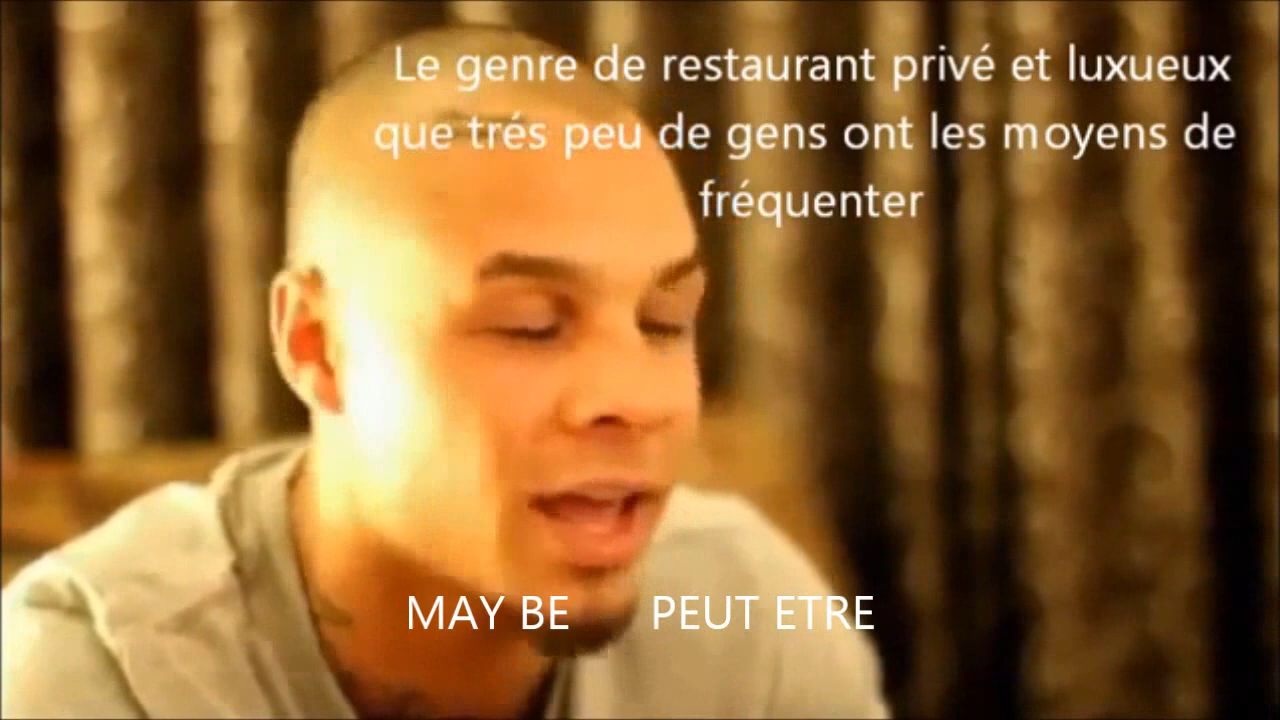 Le genre de restaurant privé et luxueux
que trés peu de gens ont les moyens de
fréquenter
MAY BE PEUT ETRE